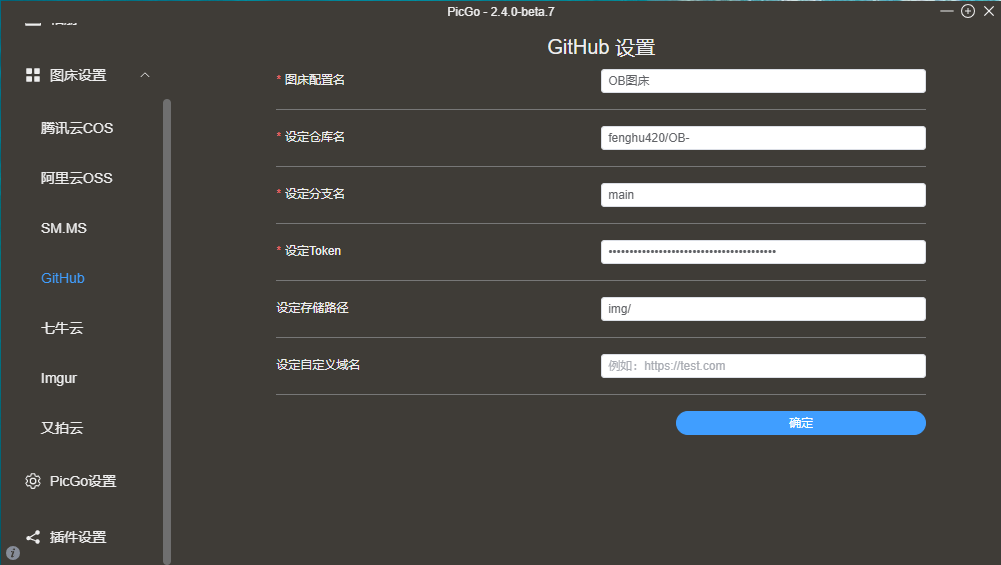 PicGo - 2.4.0-beta.7
图床设置
腾讯云COS
阿里云OSS
SM.MS
GitHub
七牛云
Imgur
又拍云
PicGo设置
插件设置
GitHub 设置
* 图床配置名
OB图床
* 设定仓库名
fenghu420/OB-
* 设定分支名
main
* 设定Token
设定存储路径
img/
设定自定义域名
例如：https://test.com
确定